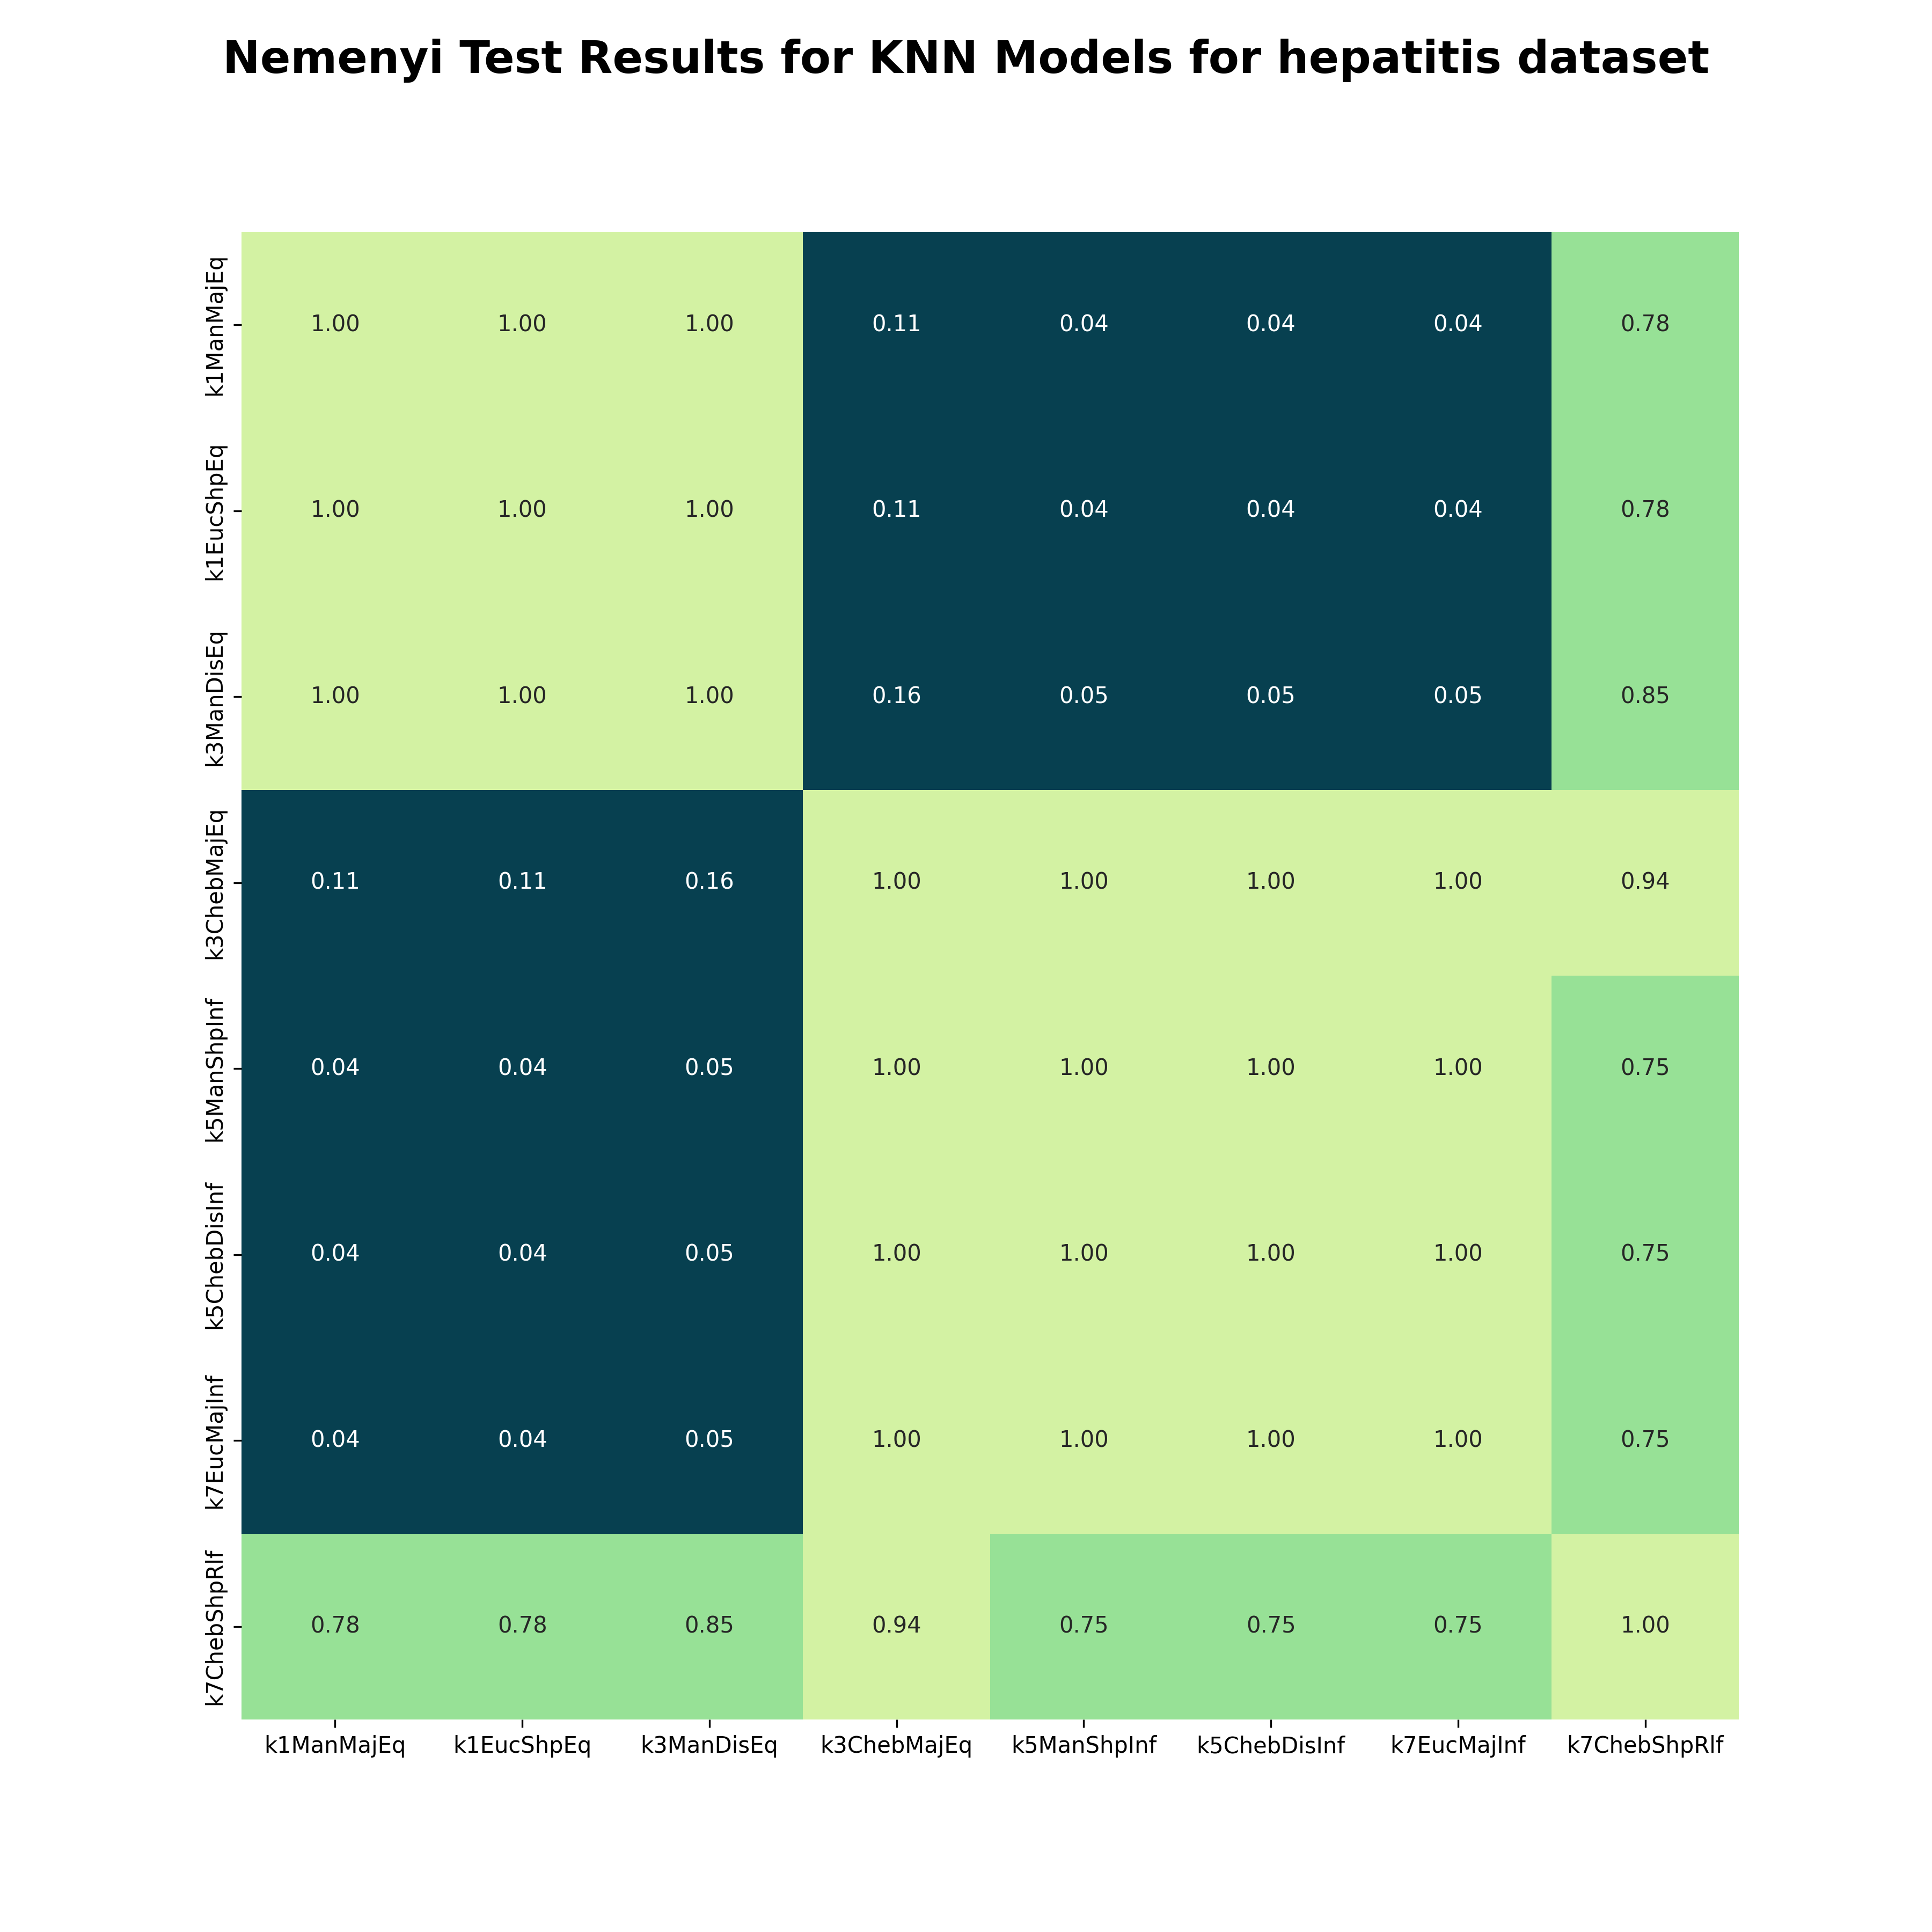 Nemenyi Test Results for KNN Models for hepatitis dataset
k1ManMajEq 1.00 1.00 1.00 0.11 0.04 0.04 0.04 0.78
k1EucShpEq 1.00 1.00 1.00 0.11 0.04 0.04 0.04 0.78
k3ManDisEq 1.00 1.00 1.00 0.16 0.05 0.05 0.05 0.85
k3ChebMajEq 0.11 0.11 0.16 1.00 1.00 1.00 1.00 0.94
k5ManShpInf 0.04 0.04 0.05 1.00 1.00 1.00 1.00 0.75
k5ChebDisInf 0.04 0.04 0.05 1.00 1.00 1.00 1.00 0.75
k7EucMajInf 0.04 0.04 0.05 1.00 1.00 1.00 1.00 0.75
k7ChebShpRlf 0.78 0.78 0.85 0.94 0.75 0.75 0.75 1.00
k1ManMajEq k1EucShpEq k3ManDisEq k3ChebMajEq k5ManShpInf k5ChebDisInf k7EucMajInf k7ChebShpRlf